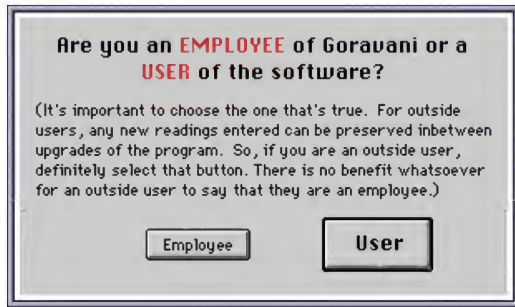 Are you an EMPLOYEE of Goravani or a
USER of the software?
(It's important to choose the one that's true. For outside
users, any new readings entered can be preserved inbetween
upgrades of the program. So, if you are an outside user,
definitely select that button. There is no benefit whatsoever
for an outside user to say that they are an employee.)
Employee
User